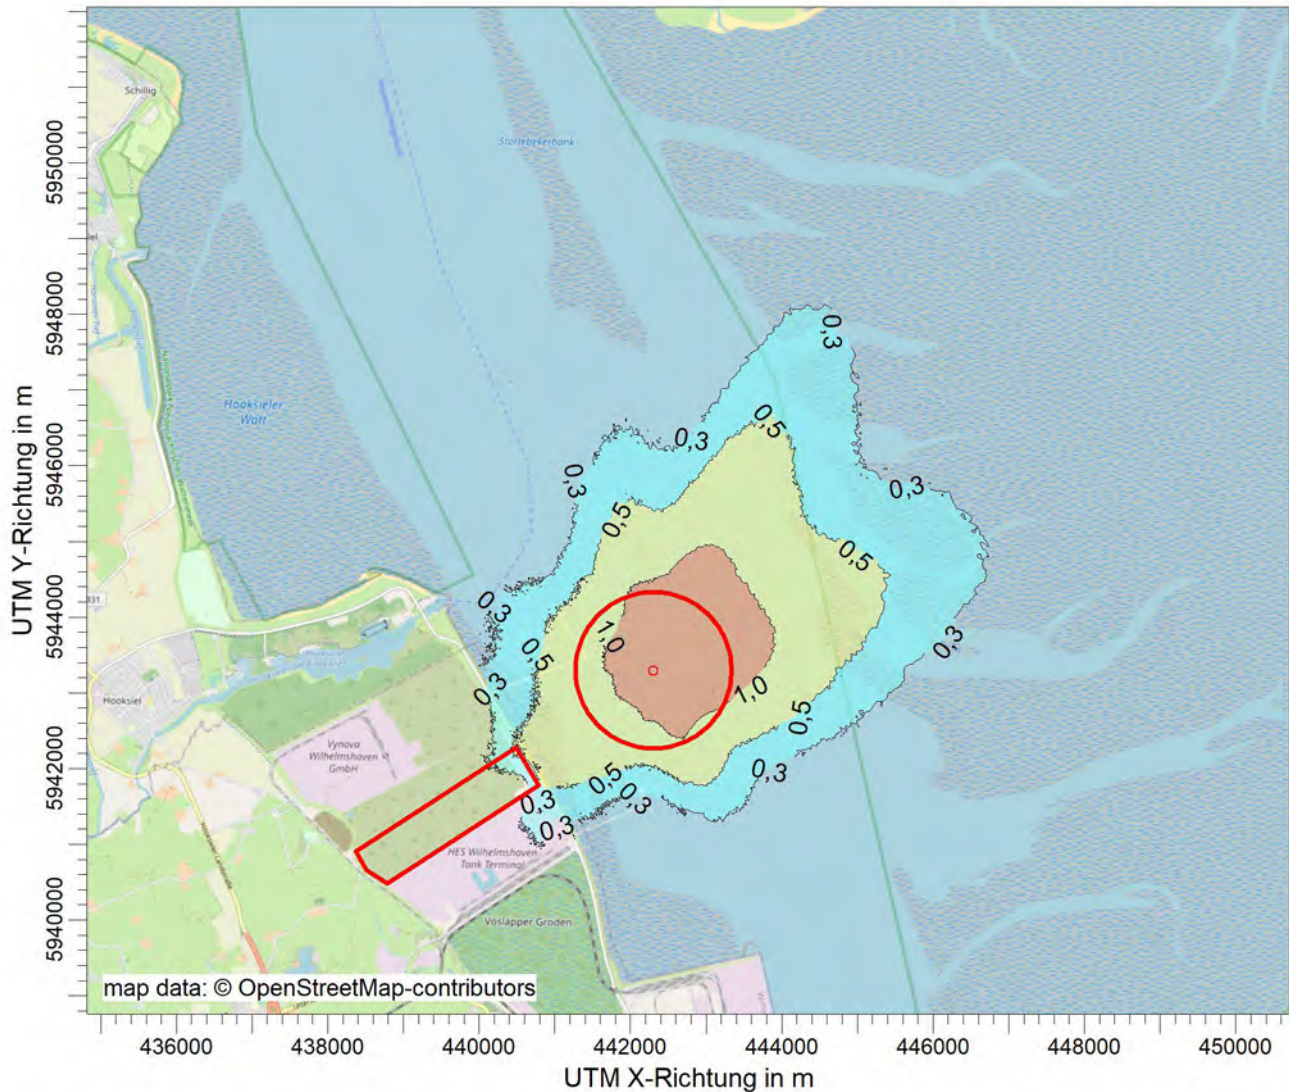 UTM Y-Richtung in m
5950000
5948000
5946000
5944000
5942000
5940000
Schillig
Störtebekerbank
Hooksieler
Watt
331
Hooksiel
Vynova
Wilhelmshaven
GmbH
HES Wilhelmshaven
Tank Terminal
Voslapper Groden
0,3
0,5
0,3
0,3
0,3
0,5
0,5
0,3
1,0
0,5
0,3
0,3
1,0
0,5
0,3
0,5
0,3
0,3
0,3
map data: © OpenStreetMap-contributors
436000 438000 440000 442000 444000 446000 448000 450000
UTM X-Richtung in m